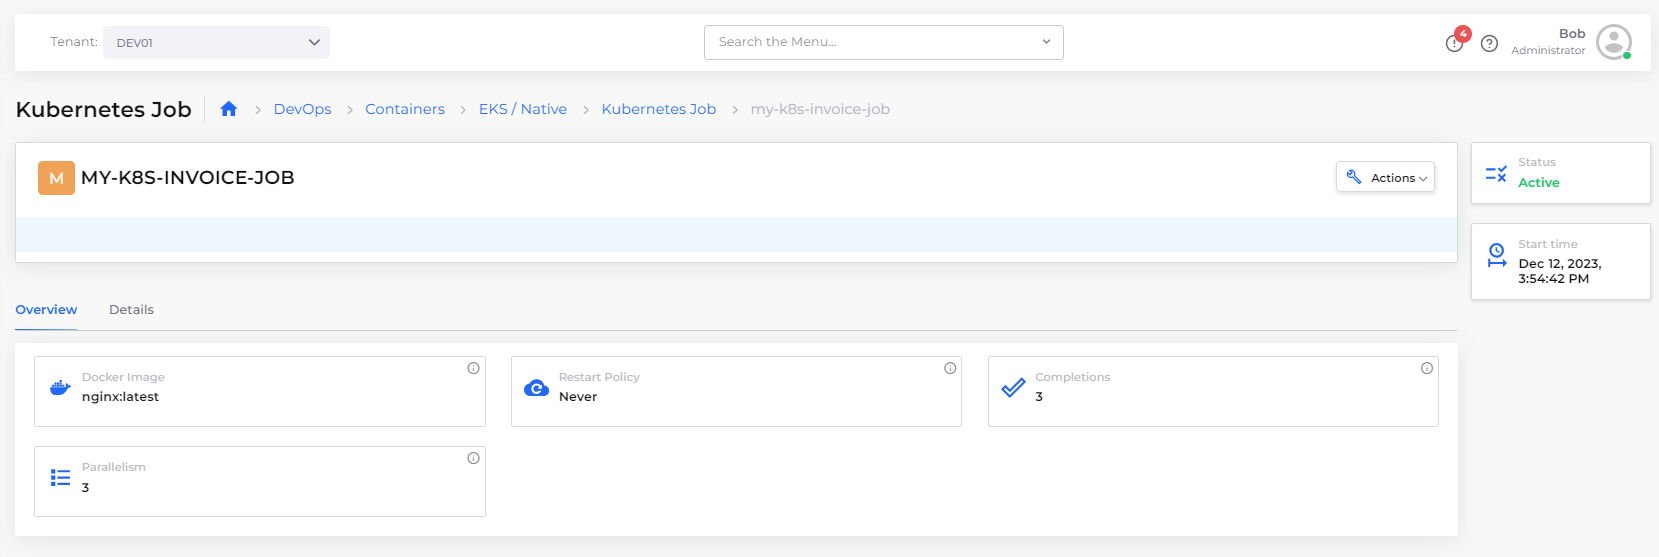 Tenant: DEV01 Search the Menu... 4 Bob
Administrator
Kubernetes Job DevOps Containers EKS / Native Kubernetes Job my-k8s-invoice-job
M MY-K8S-INVOICE-JOB Actions
Status
Active
Start time
Dec 12, 2023,
3:54:42 PM
Overview Details
Docker Image
nginx:latest
Restart Policy
Never
Completions
3
Parallelism
3